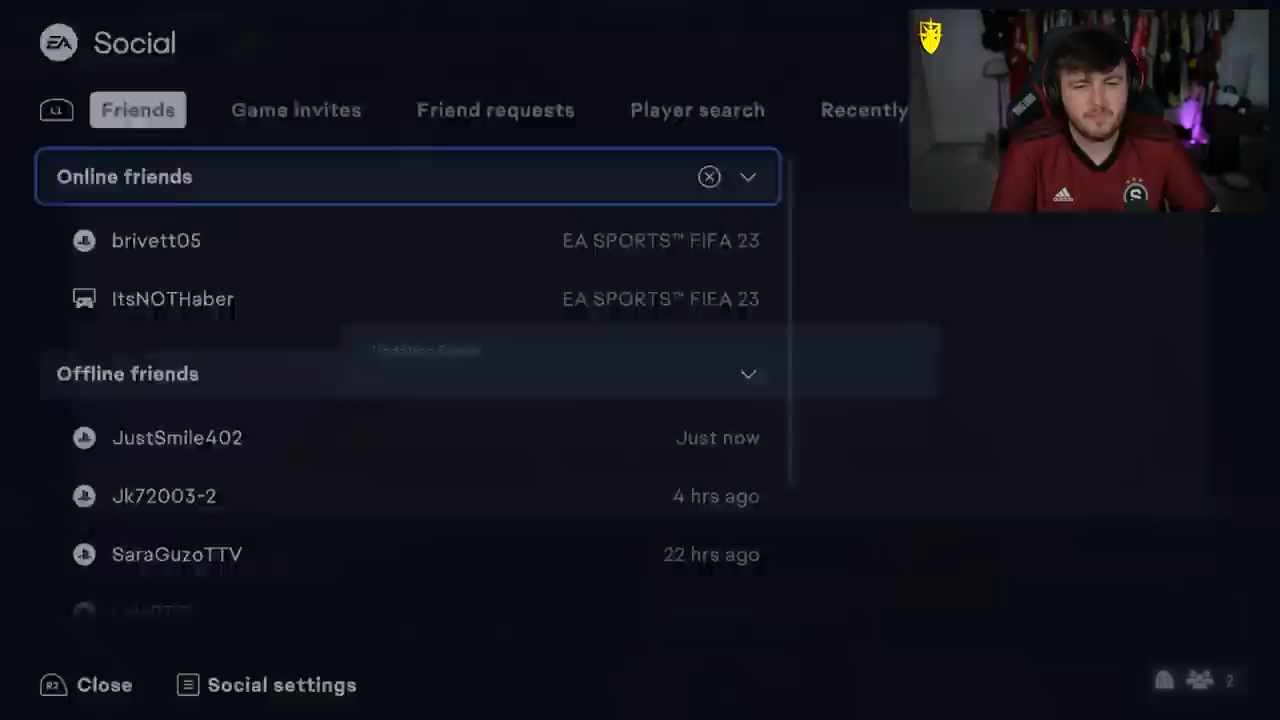 EA Social
L1 Friends Game invites Friend requests Player search Recently
Online friends
brivett05 EA SPORTS™ FIFA 23
ItsNOTHaber EA SPORTS™ FIFA 23
Offline friends
JustSmile402 Just now
Jk72003-2 4 hrs ago
SaraGuzoTTV 22 hrs ago
R3 Close Social settings
2